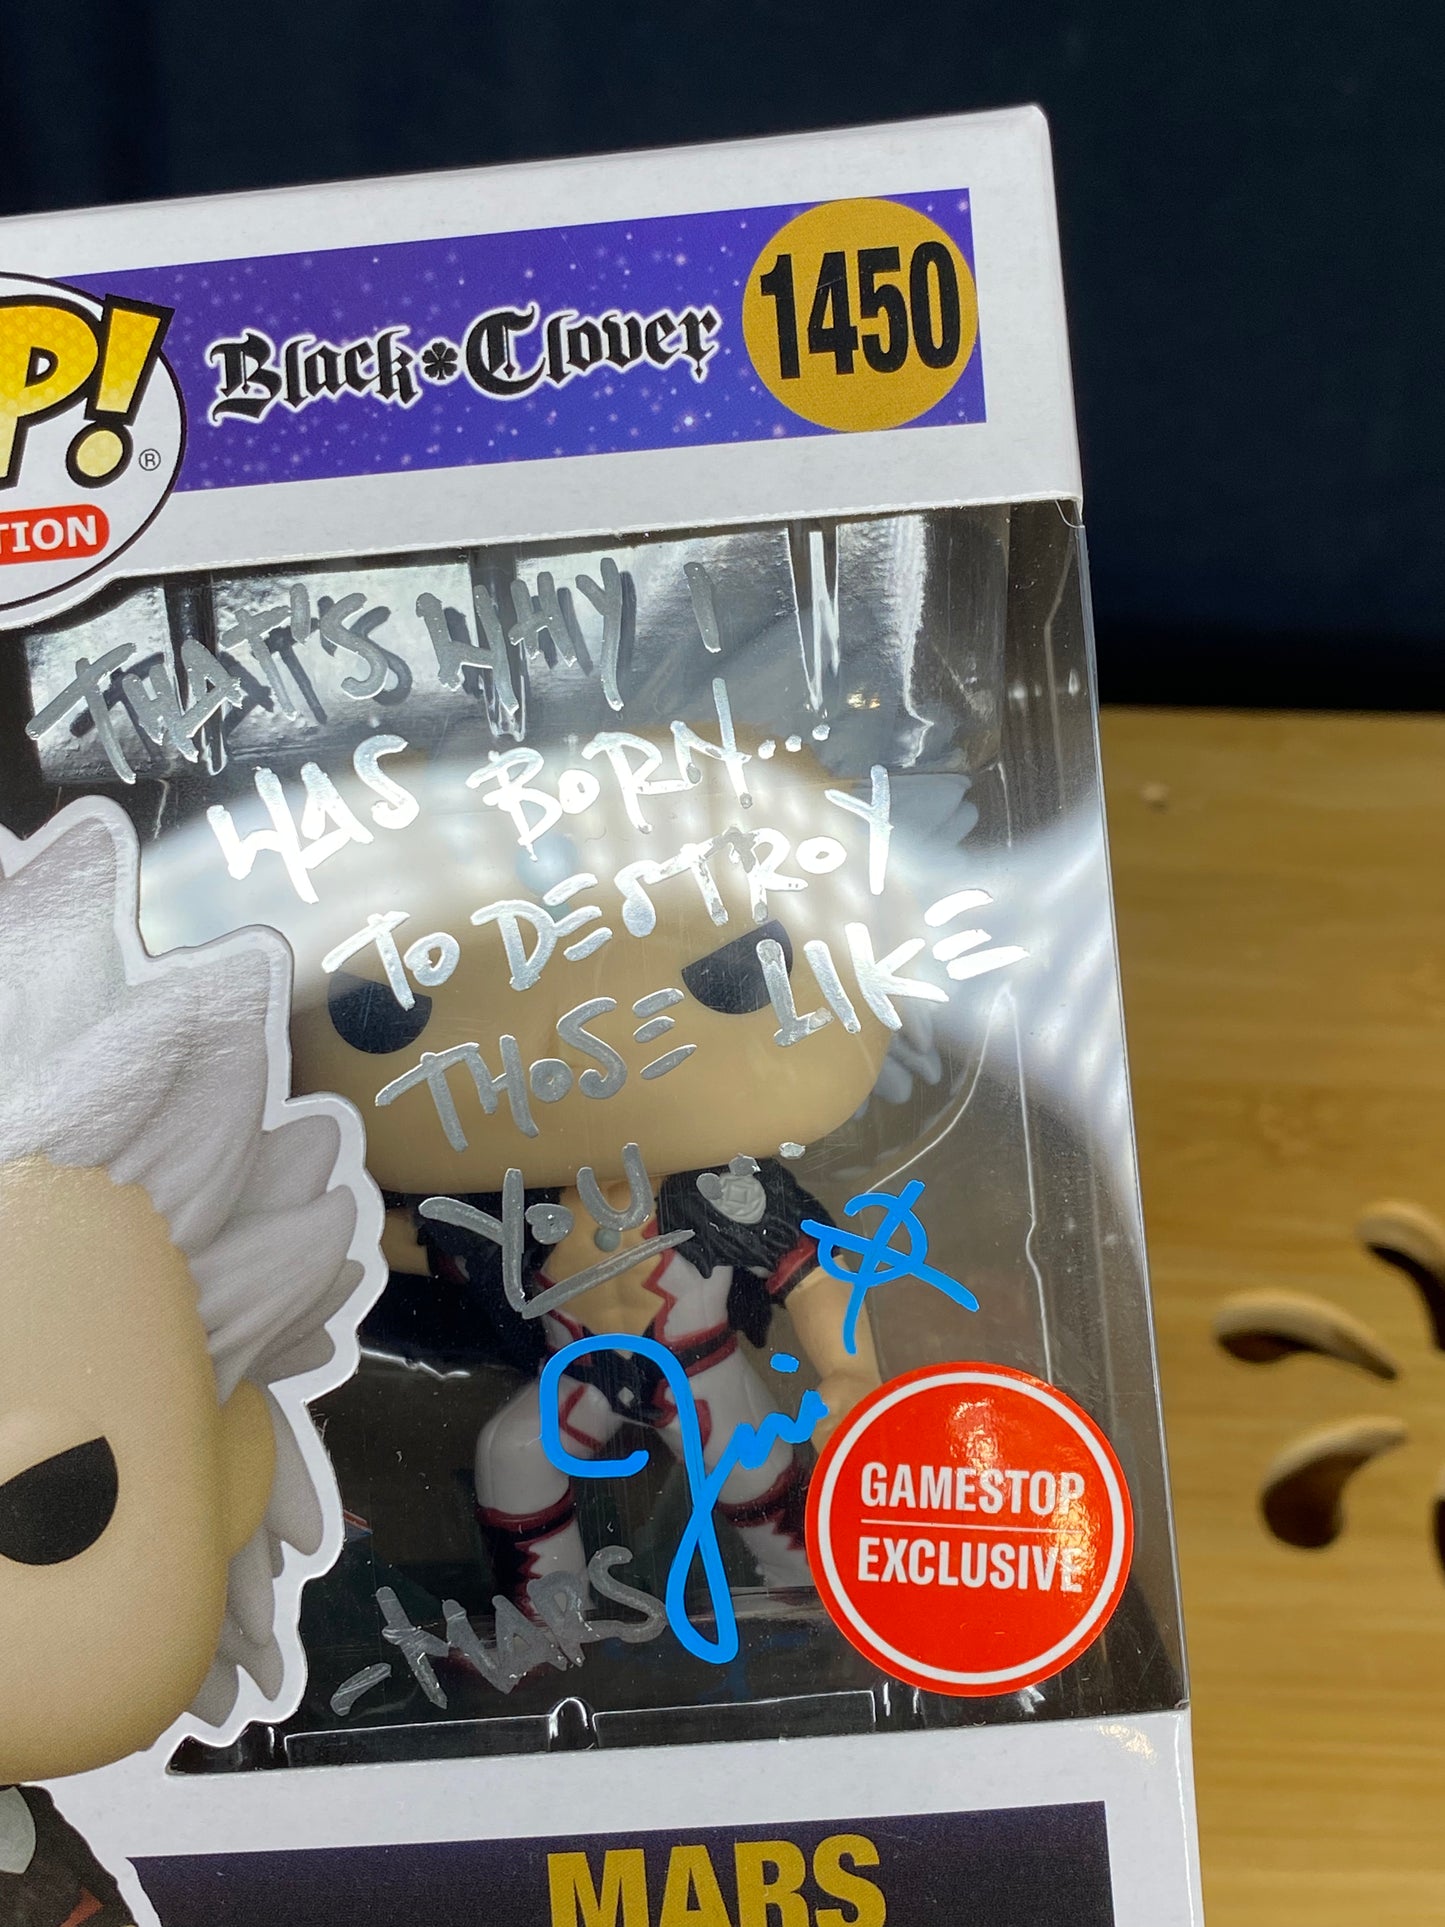 P!
®
TION
Black Clover
1450
THAT'S WHY I
WAS BORN...
TO DESTROY
THOSE LIKE
YOU...
-MARS
GAMESTOP
EXCLUSIVE
MARS